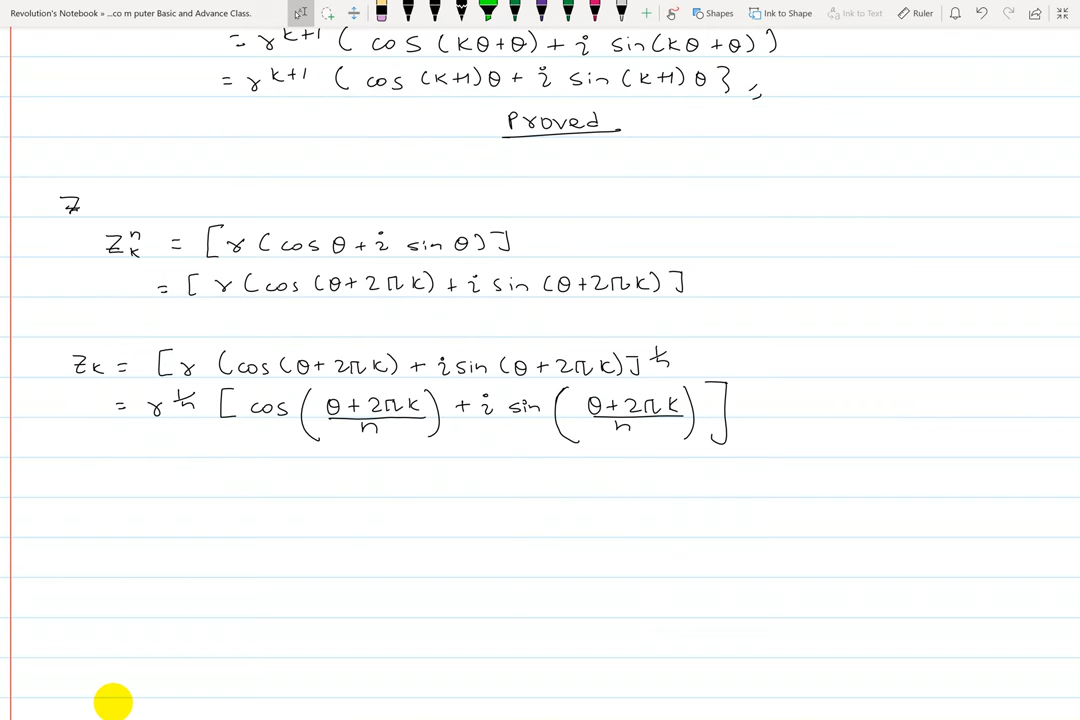 Revolution's Notebook » ...co m puter Basic and Advance Class.
Shapes Ink to Shape Ink to Text Ruler
= r^{k+1} ( cos (kθ+θ) + i sin(kθ+θ) )
= r^{k+1} ( cos (k+1)θ + i sin (k+1) θ } ,,
Proved
Z
Z_k^n = [ r ( cos θ + i sin θ ) ]
= [ r ( cos (θ+2πk) + i sin (θ+2πk) ]
Z_k = [ r (cos (θ+2πk) + i sin (θ+2πk) ]^{1/n}
= r^{1/n} [ cos ( (θ+2πk)/n ) + i sin ( (θ+2πk)/n ) ]